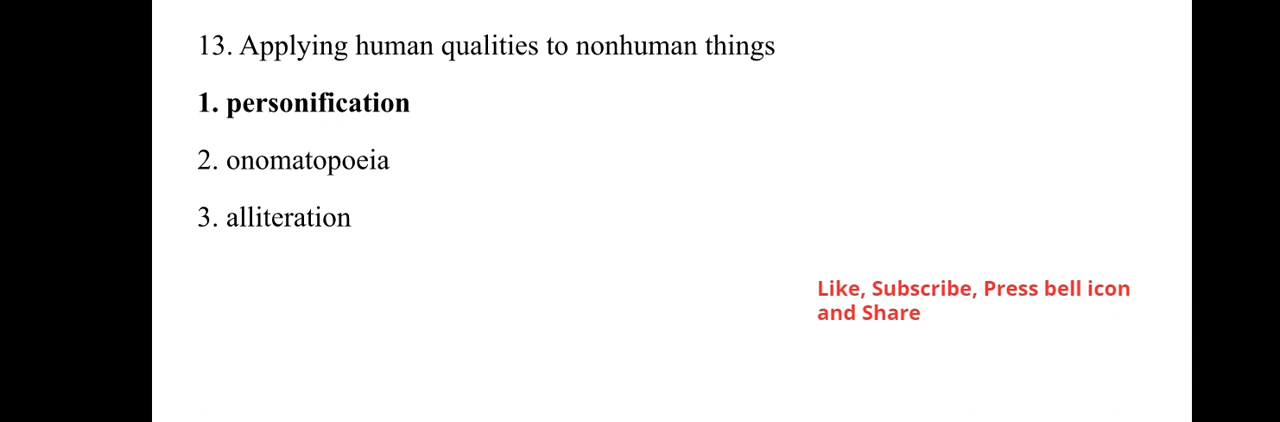 13. Applying human qualities to nonhuman things
1. personification
2. onomatopoeia
3. alliteration
Like, Subscribe, Press bell icon
and Share